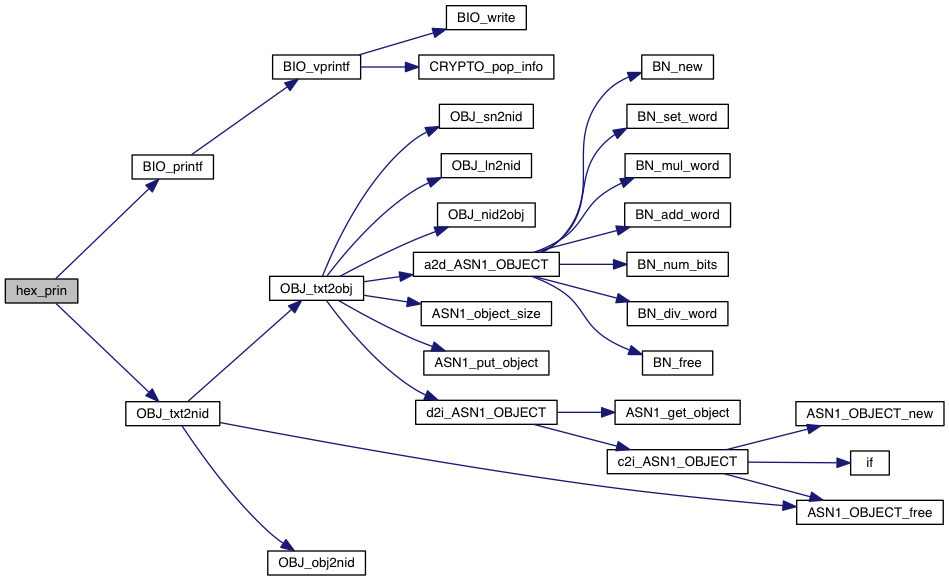 BIO_write
BIO_vprintf
CRYPTO_pop_info
BN_new
OBJ_sn2nid
BN_set_word
BIO_printf
OBJ_ln2nid
BN_mul_word
OBJ_nid2obj
BN_add_word
a2d_ASN1_OBJECT
BN_num_bits
hex_prin
OBJ_txt2obj
ASN1_object_size
BN_div_word
ASN1_put_object
BN_free
OBJ_txt2nid
d2i_ASN1_OBJECT
ASN1_get_object
ASN1_OBJECT_new
c2i_ASN1_OBJECT
if
ASN1_OBJECT_free
OBJ_obj2nid